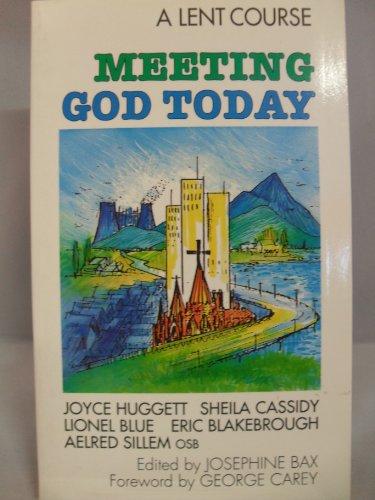 A LENT COURSE
MEETING
GOD TODAY
JOYCE HUGGETT SHEILA CASSIDY
LIONEL BLUE ERIC BLAKEBROUGH
AELRED SILLEM OSB
Edited by JOSEPHINE BAX
Foreword by GEORGE CAREY